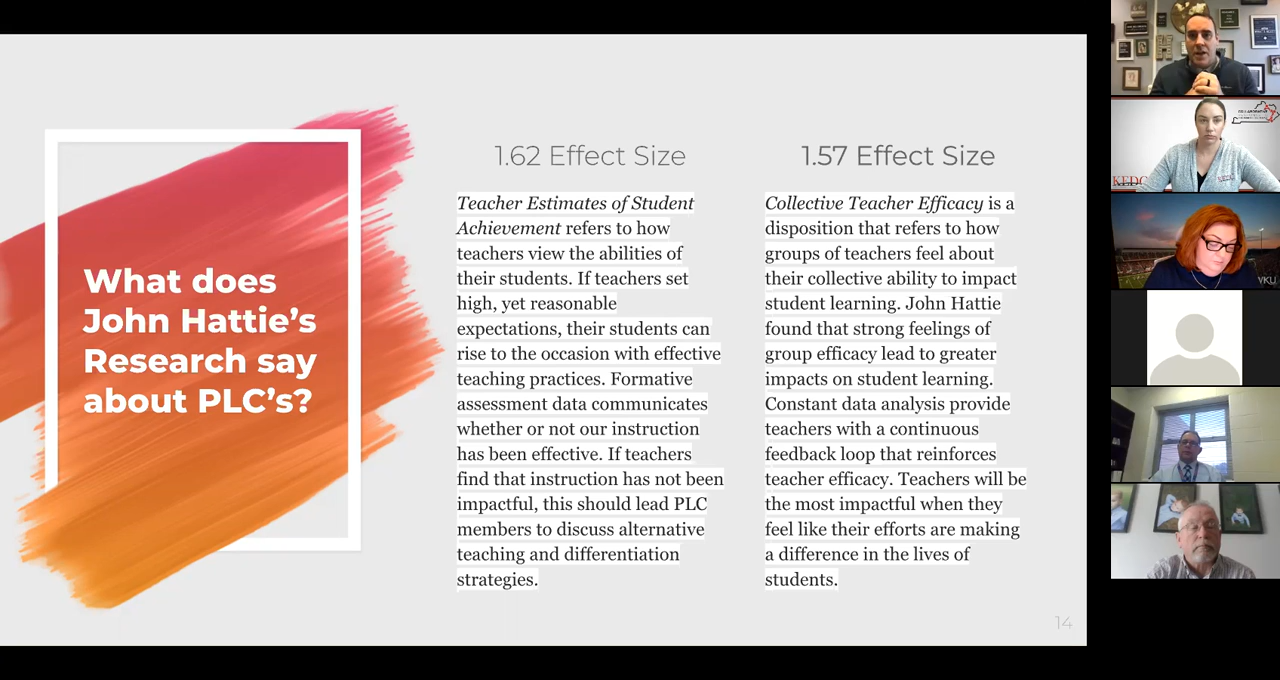 What does
John Hattie’s
Research say
about PLC’s?
1.62 Effect Size
Teacher Estimates of Student
Achievement refers to how
teachers view the abilities of
their students. If teachers set
high, yet reasonable
expectations, their students can
rise to the occasion with effective
teaching practices. Formative
assessment data communicates
whether or not our instruction
has been effective. If teachers
find that instruction has not been
impactful, this should lead PLC
members to discuss alternative
teaching and differentiation
strategies.
1.57 Effect Size
Collective Teacher Efficacy is a
disposition that refers to how
groups of teachers feel about
their collective ability to impact
student learning. John Hattie
found that strong feelings of
group efficacy lead to greater
impacts on student learning.
Constant data analysis provide
teachers with a continuous
feedback loop that reinforces
teacher efficacy. Teachers will be
the most impactful when they
feel like their efforts are making
a difference in the lives of
students.
14
KEDC
WKU